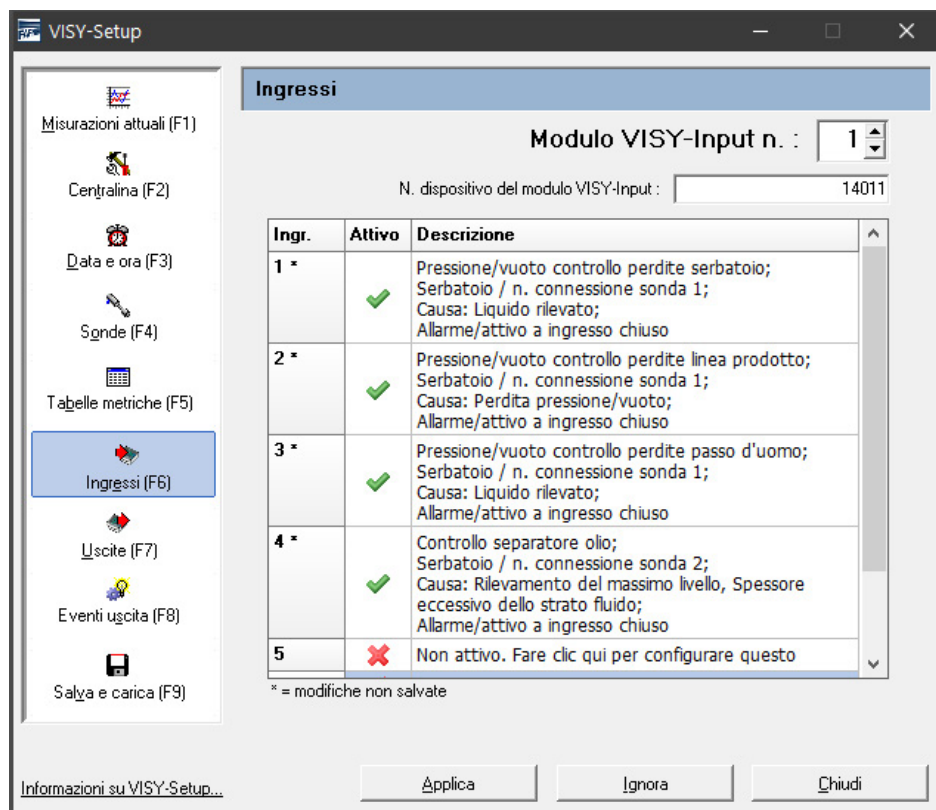 VISY-Setup
Misurazioni attuali (F1)
Centralina (F2)
Data e ora (F3)
Sonde (F4)
Tabelle metriche (F5)
Ingressi (F6)
Uscite (F7)
Eventi uscita (F8)
Salva e carica (F9)
Informazioni su VISY-Setup...
Ingressi
Modulo VISY-Input n. : 1
N. dispositivo del modulo VISY-Input : 14011
Ingr. Attivo Descrizione
1 * Pressione/vuoto controllo perdite serbatoio;
Serbatoio / n. connessione sonda 1;
Causa: Liquido rilevato;
Allarme/attivo a ingresso chiuso
2 * Pressione/vuoto controllo perdite linea prodotto;
Serbatoio / n. connessione sonda 1;
Causa: Perdita pressione/vuoto;
Allarme/attivo a ingresso chiuso
3 * Pressione/vuoto controllo perdite passo d'uomo;
Serbatoio / n. connessione sonda 1;
Causa: Liquido rilevato;
Allarme/attivo a ingresso chiuso
4 * Controllo separatore olio;
Serbatoio / n. connessione sonda 2;
Causa: Rilevamento del massimo livello, Spessore
eccessivo dello strato fluido;
Allarme/attivo a ingresso chiuso
5 Non attivo. Fare clic qui per configurare questo
* = modifiche non salvate
Applica Ignora Chiudi